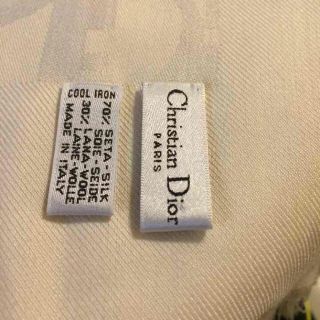 COOL IRON
70% SETA-SILK
SOIE-SEIDE
30% LANA-WOOL
LAINE-WOLLE
MADE IN ITALY
Christian Dior
PARIS